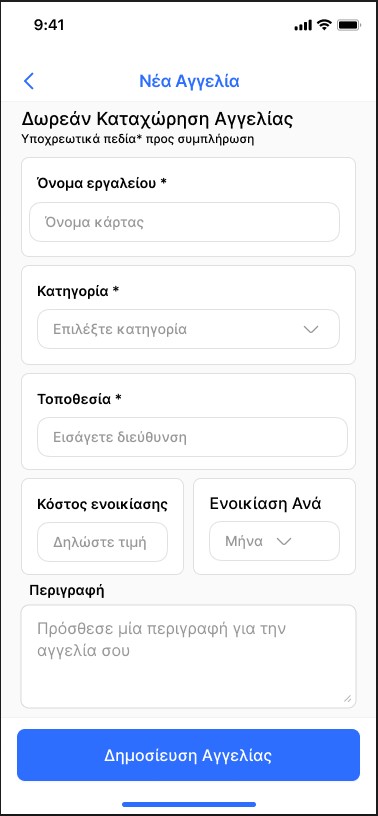 9:41
Νέα Αγγελία
Δωρεάν Καταχώρηση Αγγελίας
Υποχρεωτικά πεδία* προς συμπλήρωση
Όνομα εργαλείου *
Όνομα κάρτας
Κατηγορία *
Επιλέξτε κατηγορία
Τοποθεσία *
Εισάγετε διεύθυνση
Κόστος ενοικίασης
Δηλώστε τιμή
Ενοικίαση Ανά
Μήνα
Περιγραφή
Πρόσθεσε μία περιγραφή για την
αγγελία σου
Δημοσίευση Αγγελίας